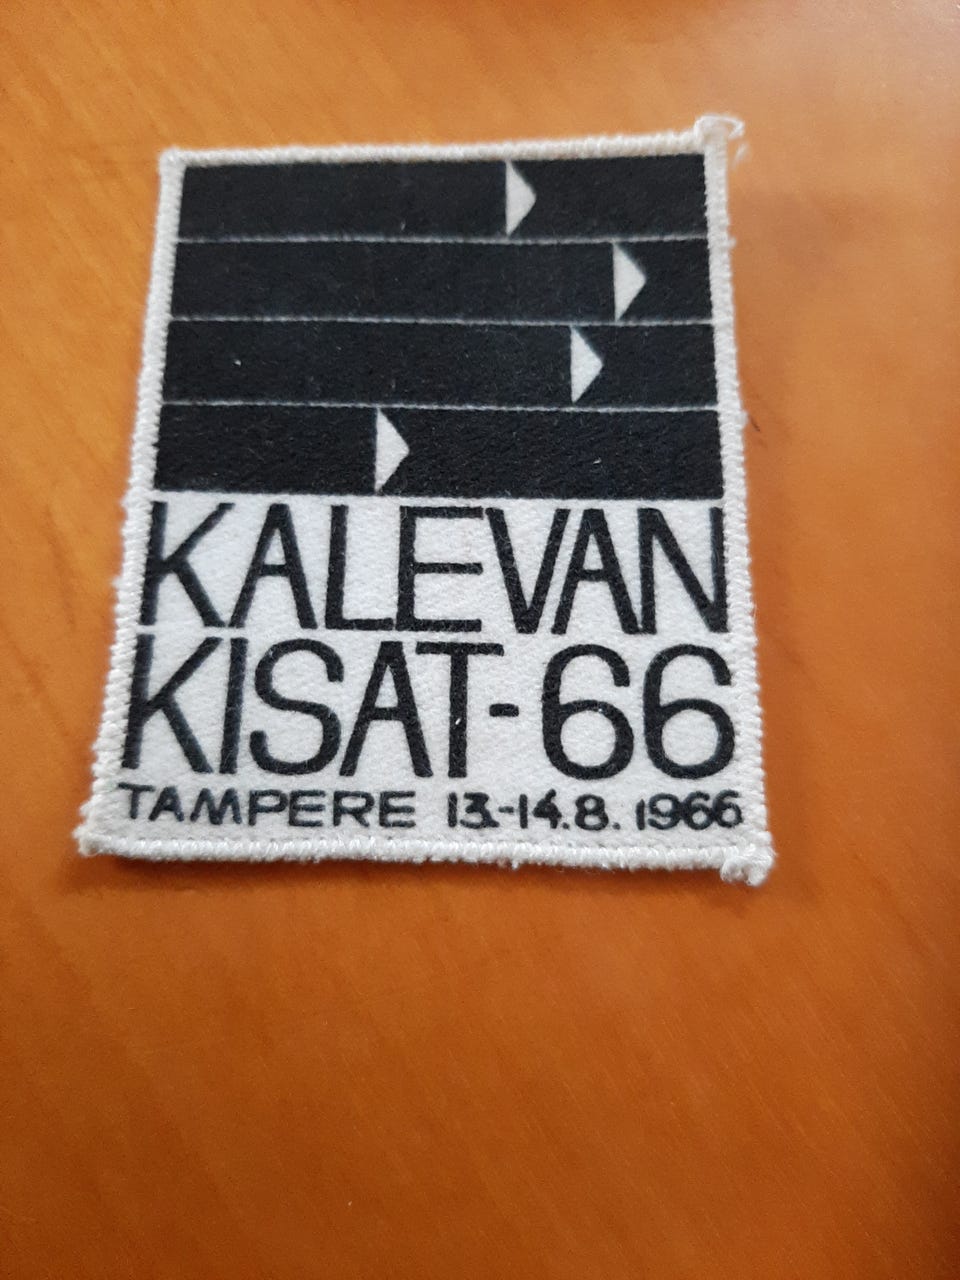 KALEVAN
KISAT-66
TAMPERE 13.-14.8. 1966